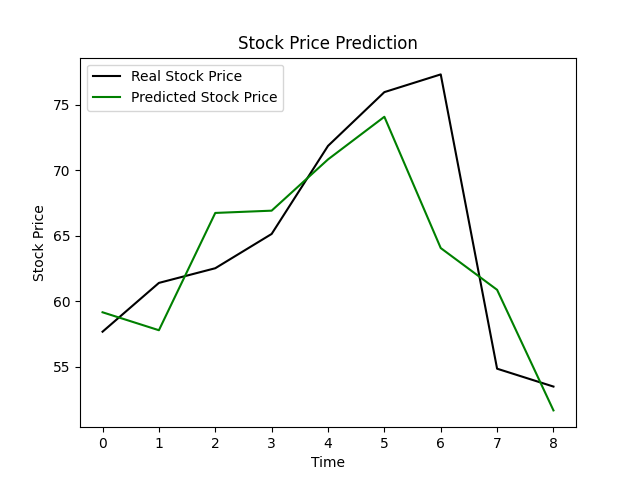 Stock Price Prediction
Real Stock Price
Predicted Stock Price
Stock Price
75
70
65
60
55
0 1 2 3 4 5 6 7 8
Time